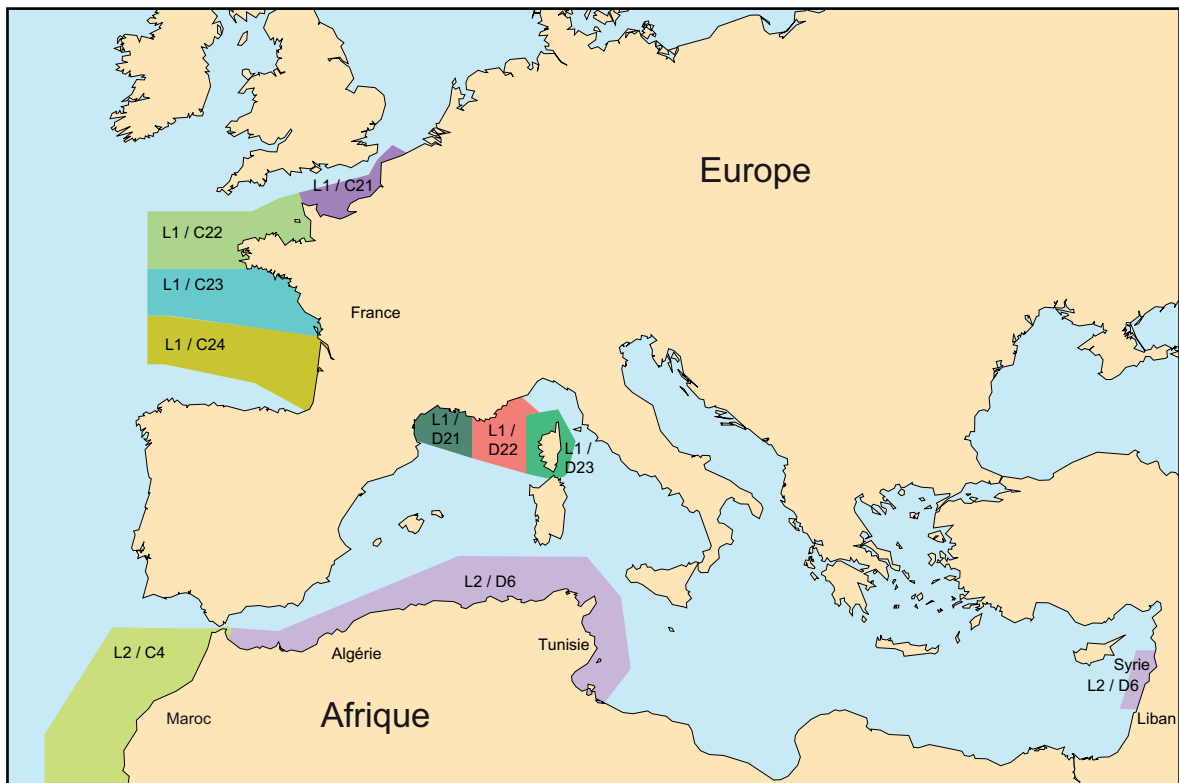 Europe
L1 / C21
L1 / C22
L1 / C23
France
L1 / C24
L1 /
D21
L1 /
D22
L1 /
D23
L2 / D6
Tunisie
Algérie
L2 / C4
Syrie
L2 / D6
Maroc
Afrique
Liban